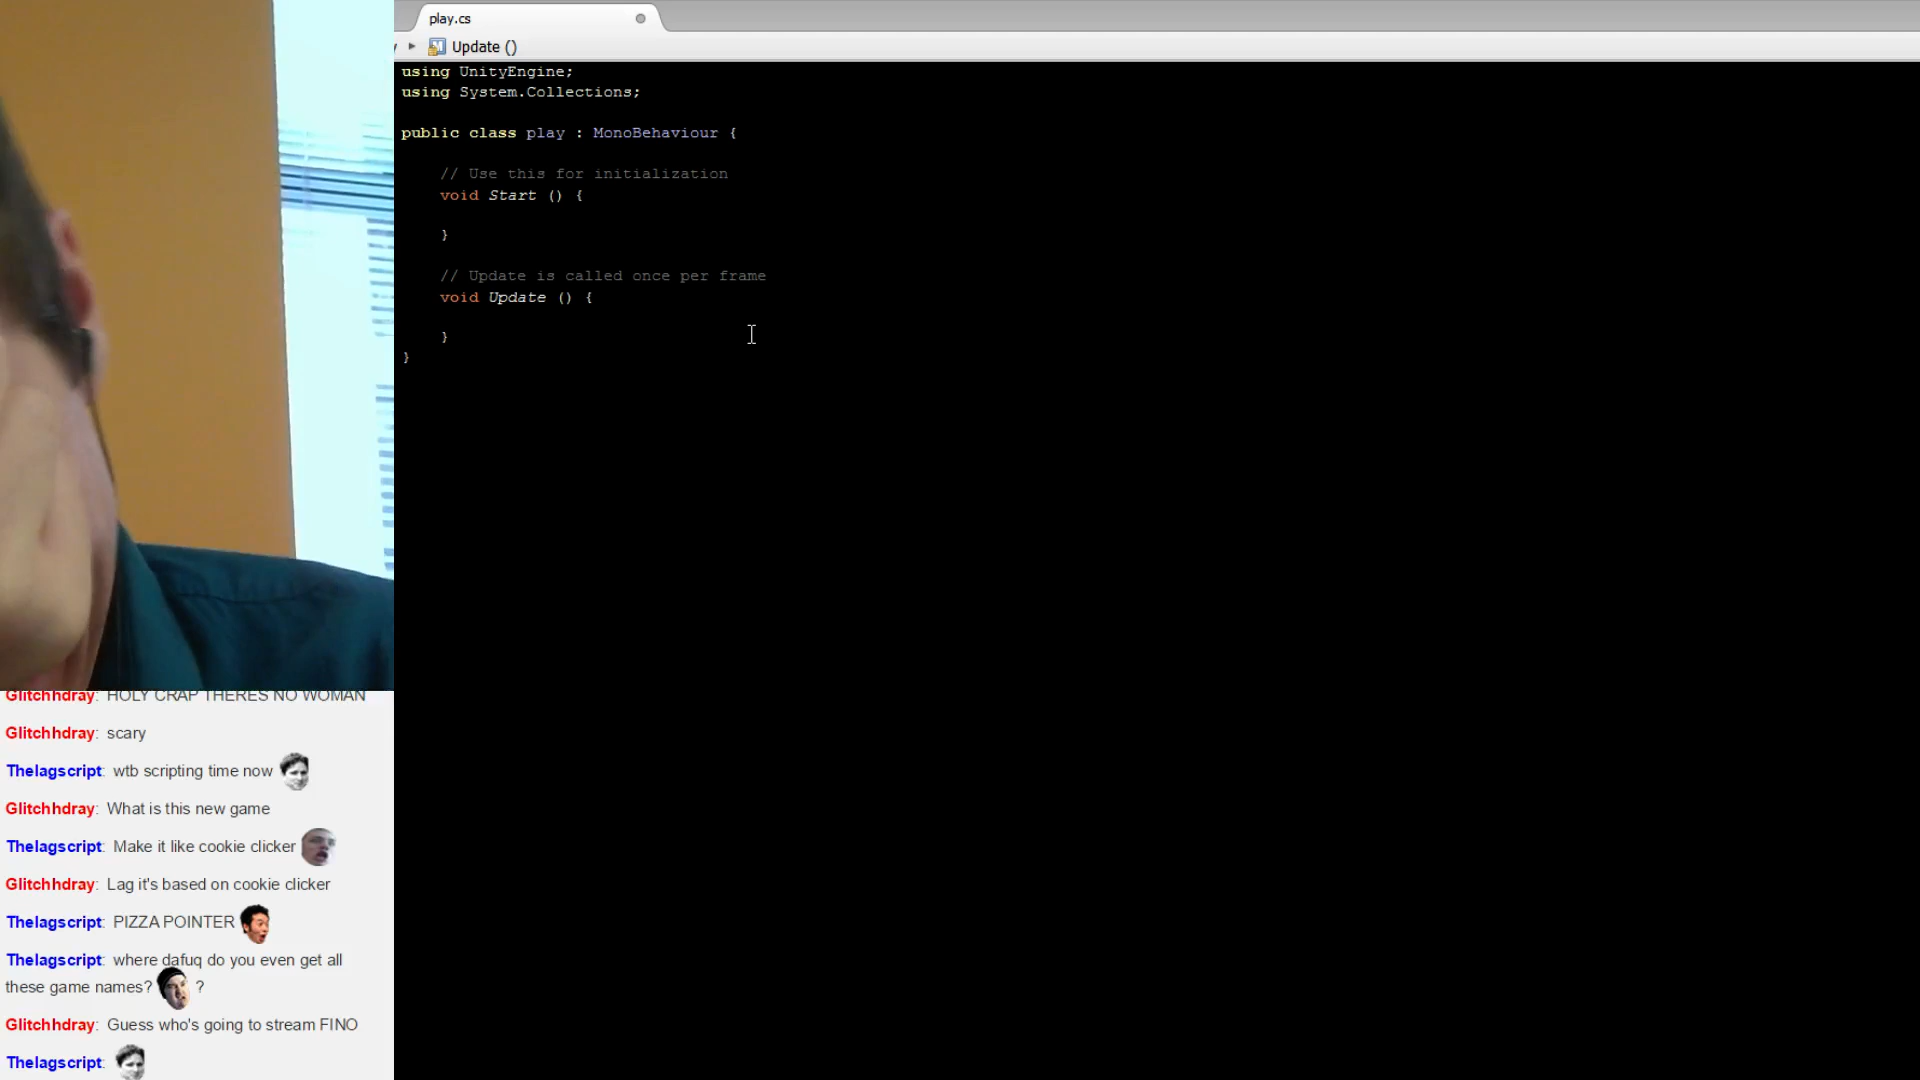 play.cs
Update ()
using UnityEngine;
using System.Collections;
public class play : MonoBehaviour {
// Use this for initialization
void Start () {
}
// Update is called once per frame
void Update () {
}
}
Glitchhdray: HOLY CRAP THERES NO WOMAN
Glitchhdray: scary
Thelagscript: wtb scripting time now
Glitchhdray: What is this new game
Thelagscript: Make it like cookie clicker
Glitchhdray: Lag it's based on cookie clicker
Thelagscript: PIZZA POINTER
Thelagscript: where dafuq do you even get all
these game names? ?
Glitchhdray: Guess who's going to stream FINO
Thelagscript: